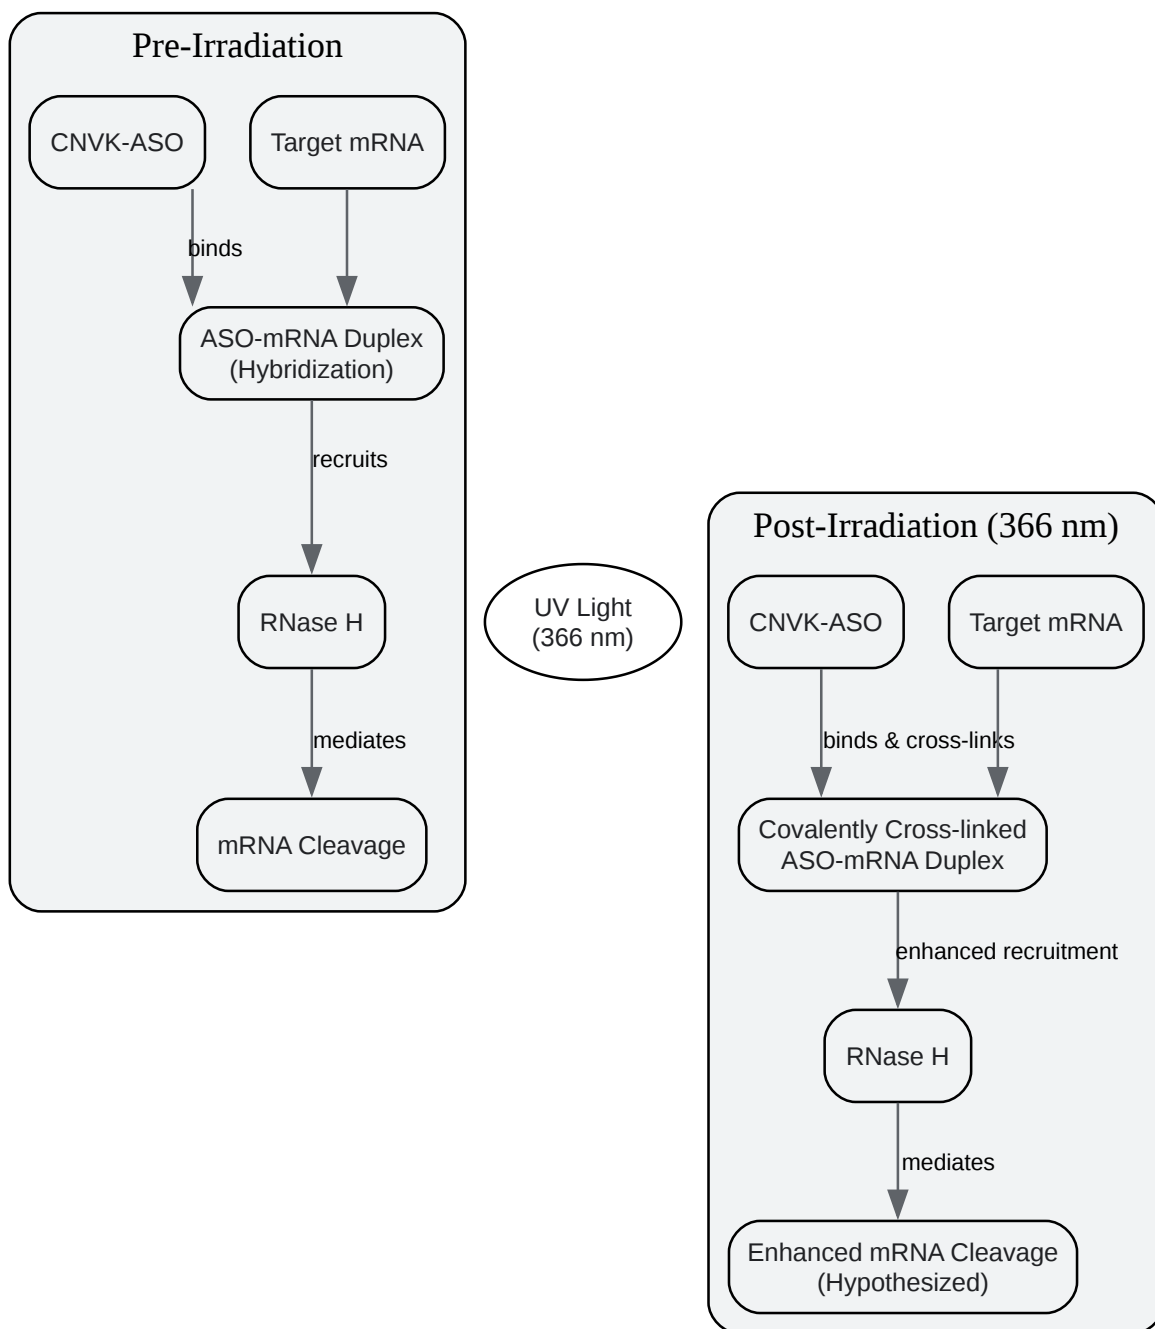 Pre-Irradiation
CNVK-ASO
Target mRNA
binds
ASO-mRNA Duplex
(Hybridization)
recruits
RNase H
mediates
mRNA Cleavage
UV Light
(366 nm)
Post-Irradiation (366 nm)
CNVK-ASO
Target mRNA
binds & cross-links
Covalently Cross-linked
ASO-mRNA Duplex
enhanced recruitment
RNase H
mediates
Enhanced mRNA Cleavage
(Hypothesized)